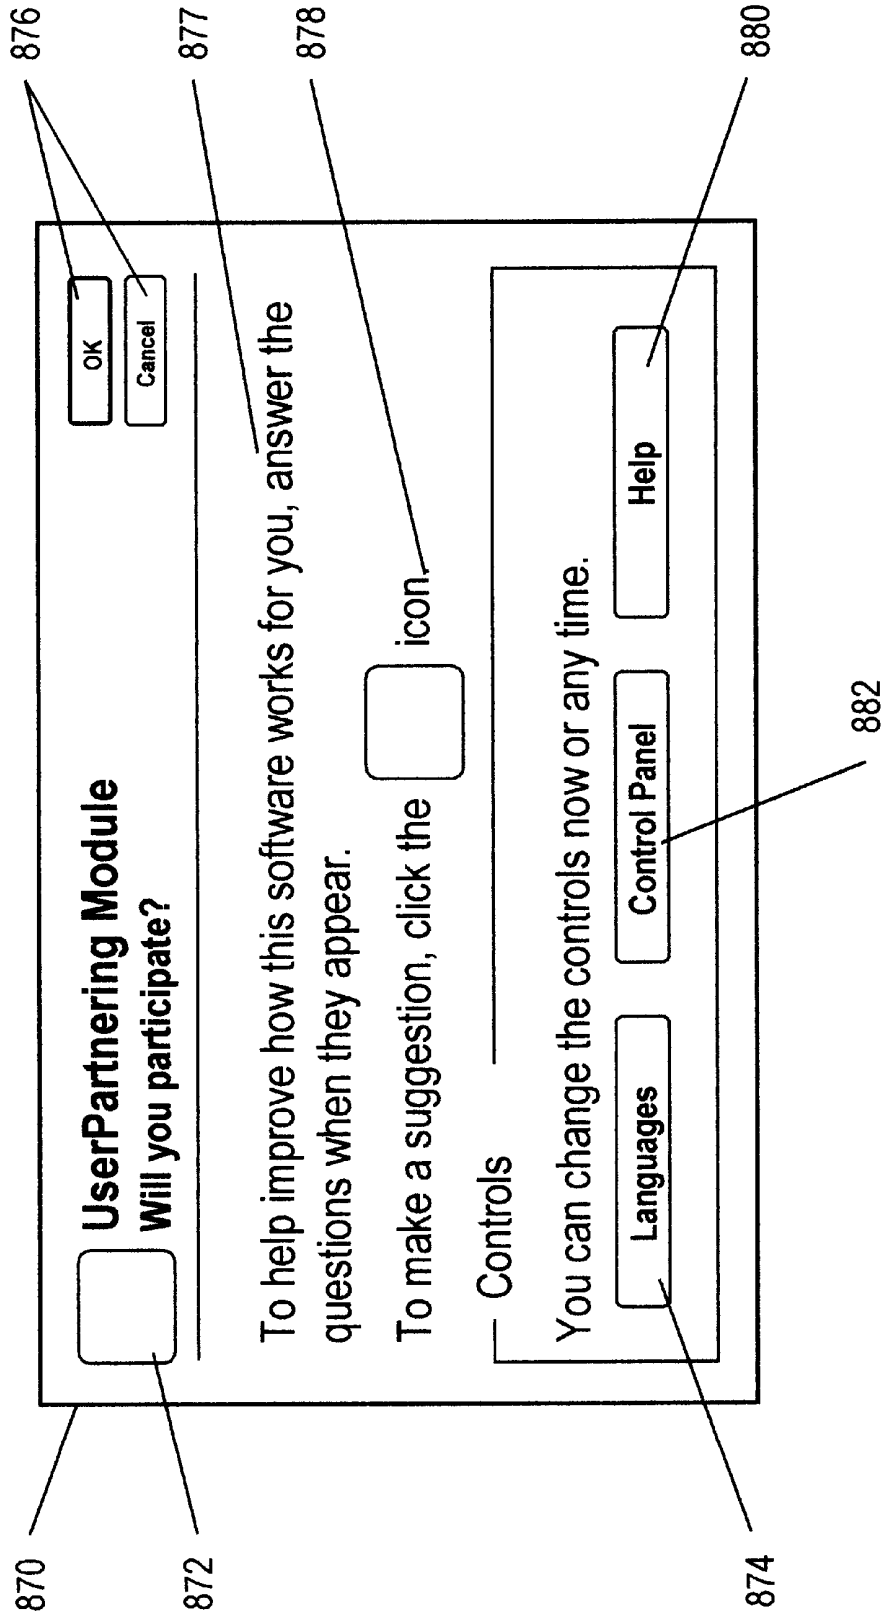 876
877
878
880
OK
Cancel
UserPartnering Module
Will you participate?
To help improve how this software works for you, answer the
questions when they appear.
To make a suggestion, click the icon.
Controls
You can change the controls now or any time.
Languages
Control Panel
Help
870
872
874
882